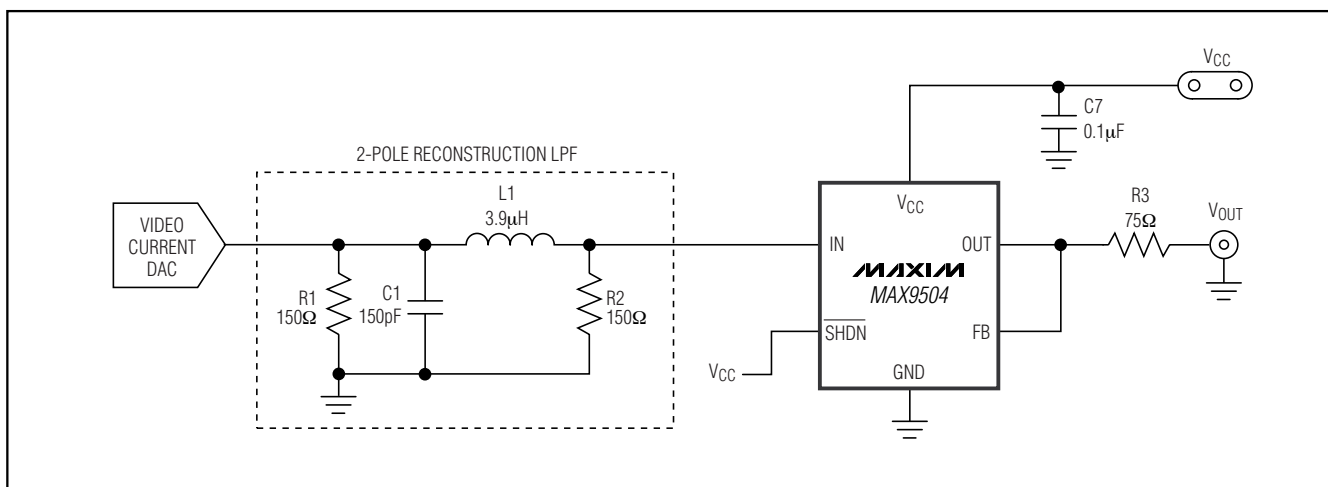 2-POLE RECONSTRUCTION LPF
VIDEO
CURRENT
DAC
L1
3.9μH
R1
150Ω
C1
150pF
R2
150Ω
VCC
C7
0.1μF
VCC
IN
OUT
MAXIM
MAX9504
SHDN
FB
GND
VCC
R3
75Ω
VOUT